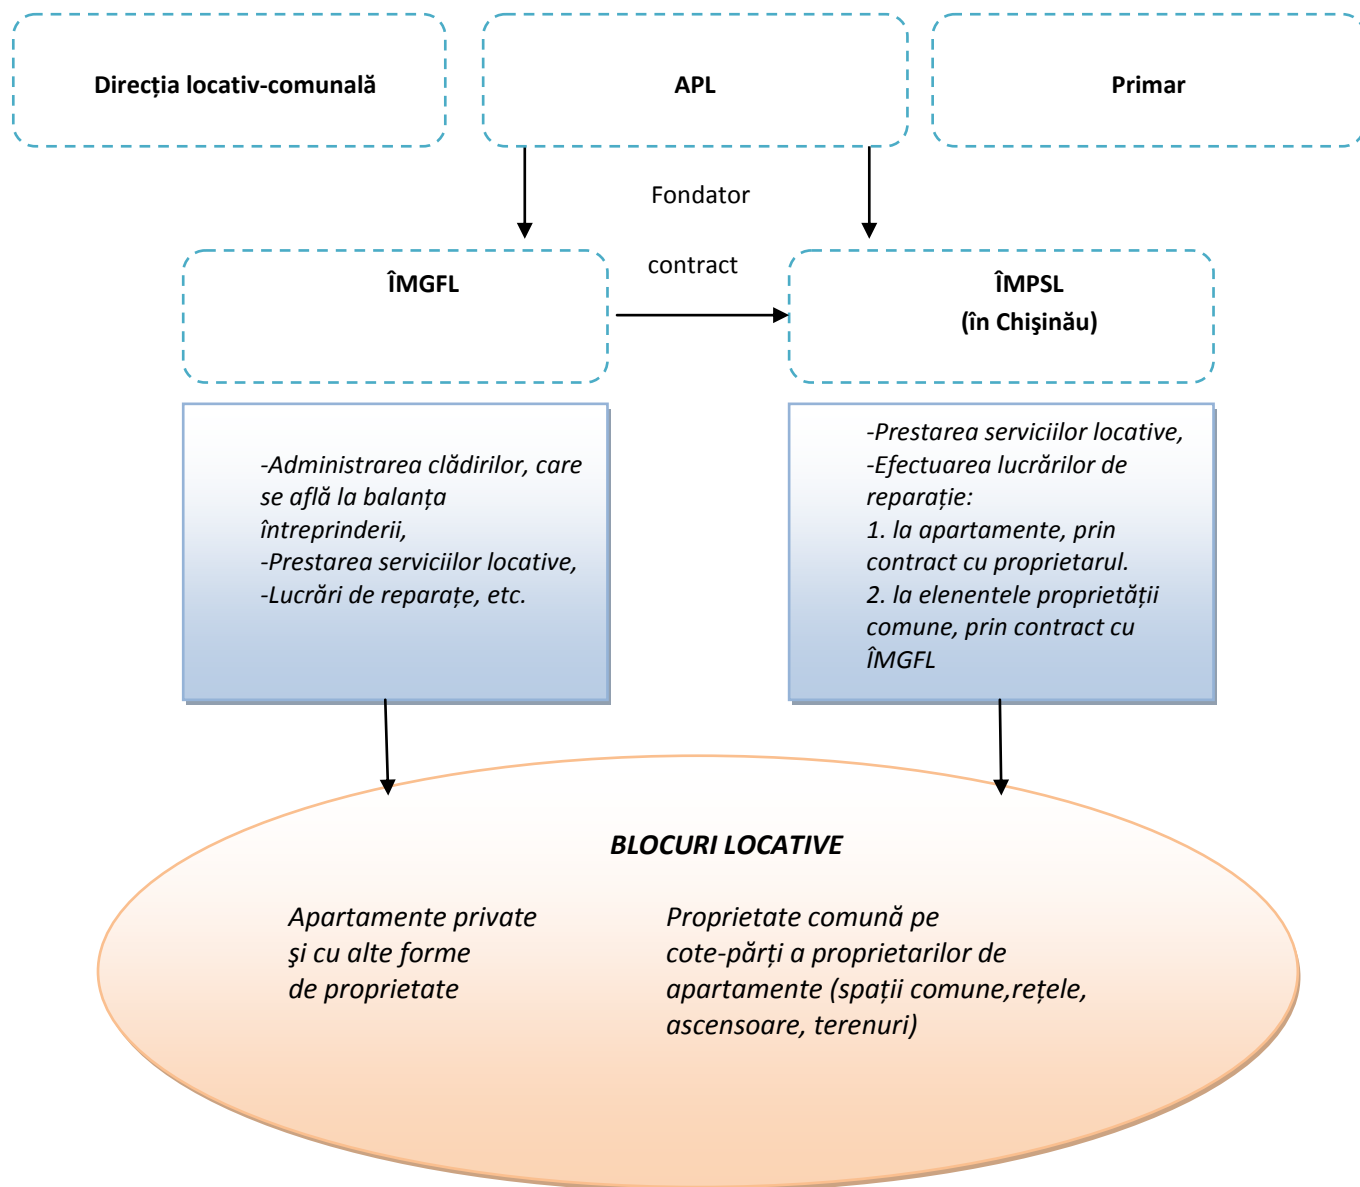 Direcția locativ-comunală
APL
Primar
Fondator
contract
ÎMGFL
ÎMPSL
(în Chişinău)
-Administrarea clădirilor, care
se află la balanța
întreprinderii,
-Prestarea serviciilor locative,
-Lucrări de reparațe, etc.
-Prestarea serviciilor locative,
-Efectuarea lucrărilor de
reparație:
1. la apartamente, prin
contract cu proprietarul.
2. la elenentele proprietății
comune, prin contract cu
ÎMGFL
BLOCURI LOCATIVE
Apartamente private
şi cu alte forme
de proprietate
Proprietate comună pe
cote-părți a proprietarilor de
apartamente (spații comune,rețele,
ascensoare, terenuri)